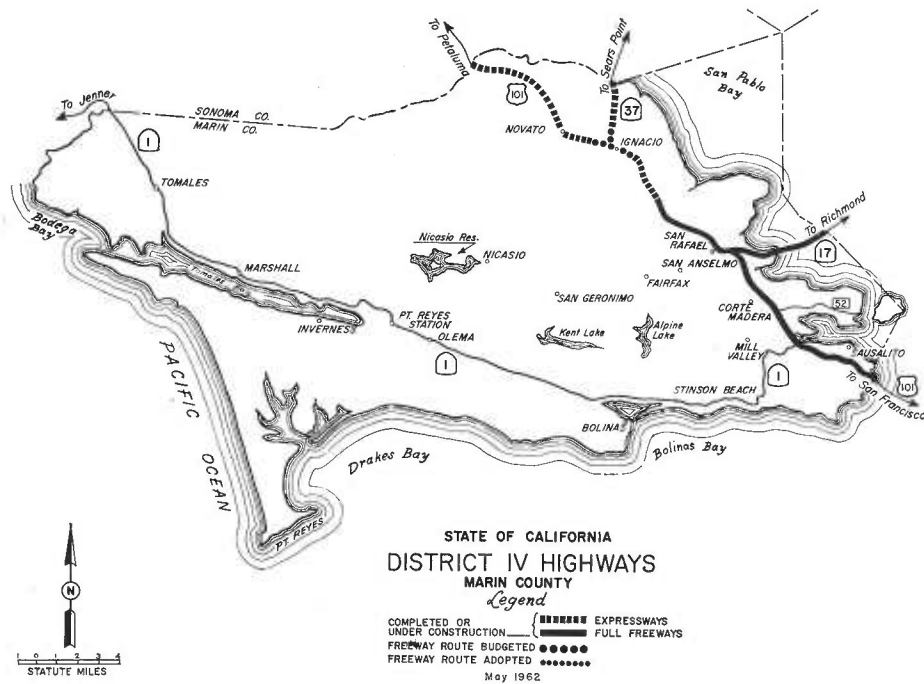 To Petaluma
To Sears Point
San Pablo
Bay
101
37
To Jenner
SONOMA CO.
MARIN CO.
1
NOVATO
IGNACIO
TOMALES
Bodega
Bay
To Richmond
17
SAN
RAFAEL
SAN ANSELMO
Nicasio Res.
NICASIO
FAIRFAX
MARSHALL
SAN GERONIMO
CORTE
MADERA
52
INVERNES
PT. REYES
STATION
OLEMA
Kent Lake
Alpine
Lake
MILL
VALLEY
SAUSALITO
1
STINSON BEACH
1
101
To San Francisco
PACIFIC
OCEAN
BOLINAS
Drakes Bay
Bolinas Bay
PT. REYES
N
1 0 1 2 3 4
STATUTE MILES
STATE OF CALIFORNIA
DISTRICT IV HIGHWAYS
MARIN COUNTY
Legend
COMPLETED OR
UNDER CONSTRUCTION
EXPRESSWAYS
FULL FREEWAYS
FREEWAY ROUTE BUDGETED
FREEWAY ROUTE ADOPTED
May 1962